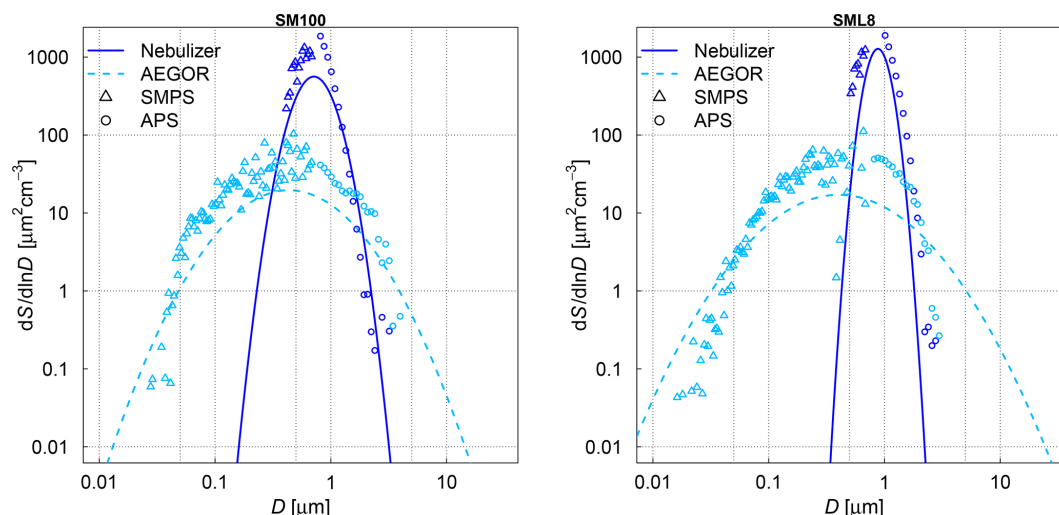 SM100
1000
100
10
1
0.1
0.01
dS/dlnD [µm²cm⁻³]
Nebulizer
AEGOR
SMPS
APS
0.01 0.1 1 10
D [µm]
SML8
1000
100
10
1
0.1
0.01
dS/dlnD [µm²cm⁻³]
Nebulizer
AEGOR
SMPS
APS
0.01 0.1 1 10
D [µm]